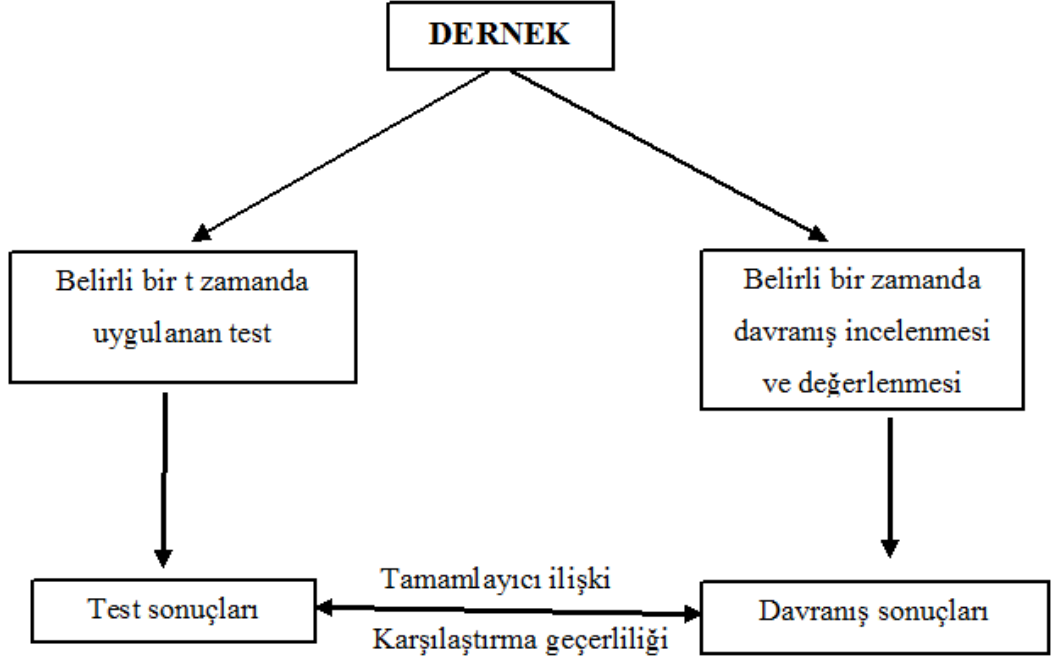 DERNEK
Belirli bir t zamanda
uygulanan test
Belirli bir zamanda
davranış incelenmesi
ve değerlenmesi
Tamamlayıcı ilişki
Test sonuçları
Davranış sonuçları
Karşılaştırma geçerliliği